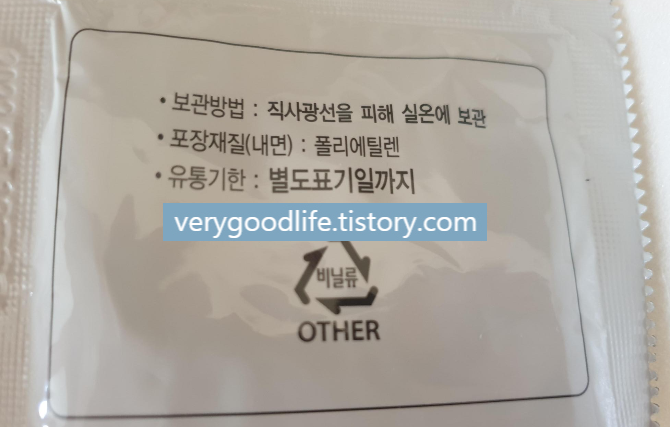 • 보관방법 : 직사광선을 피해 실온에 보관
• 포장재질(내면) : 폴리에틸렌
• 유통기한 : 별도표기일까지
verygoodlife.tistory.com
비닐류
OTHER